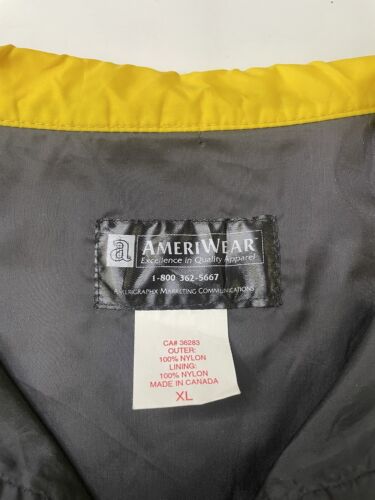 a AMERIWEAR
Excellence in Quality Apparel
1-800 362-5667
AMERIGRAPHX MARKETING COMMUNICATIONS
CA# 36283
OUTER:
100% NYLON
LINING:
100% NYLON
MADE IN CANADA
XL